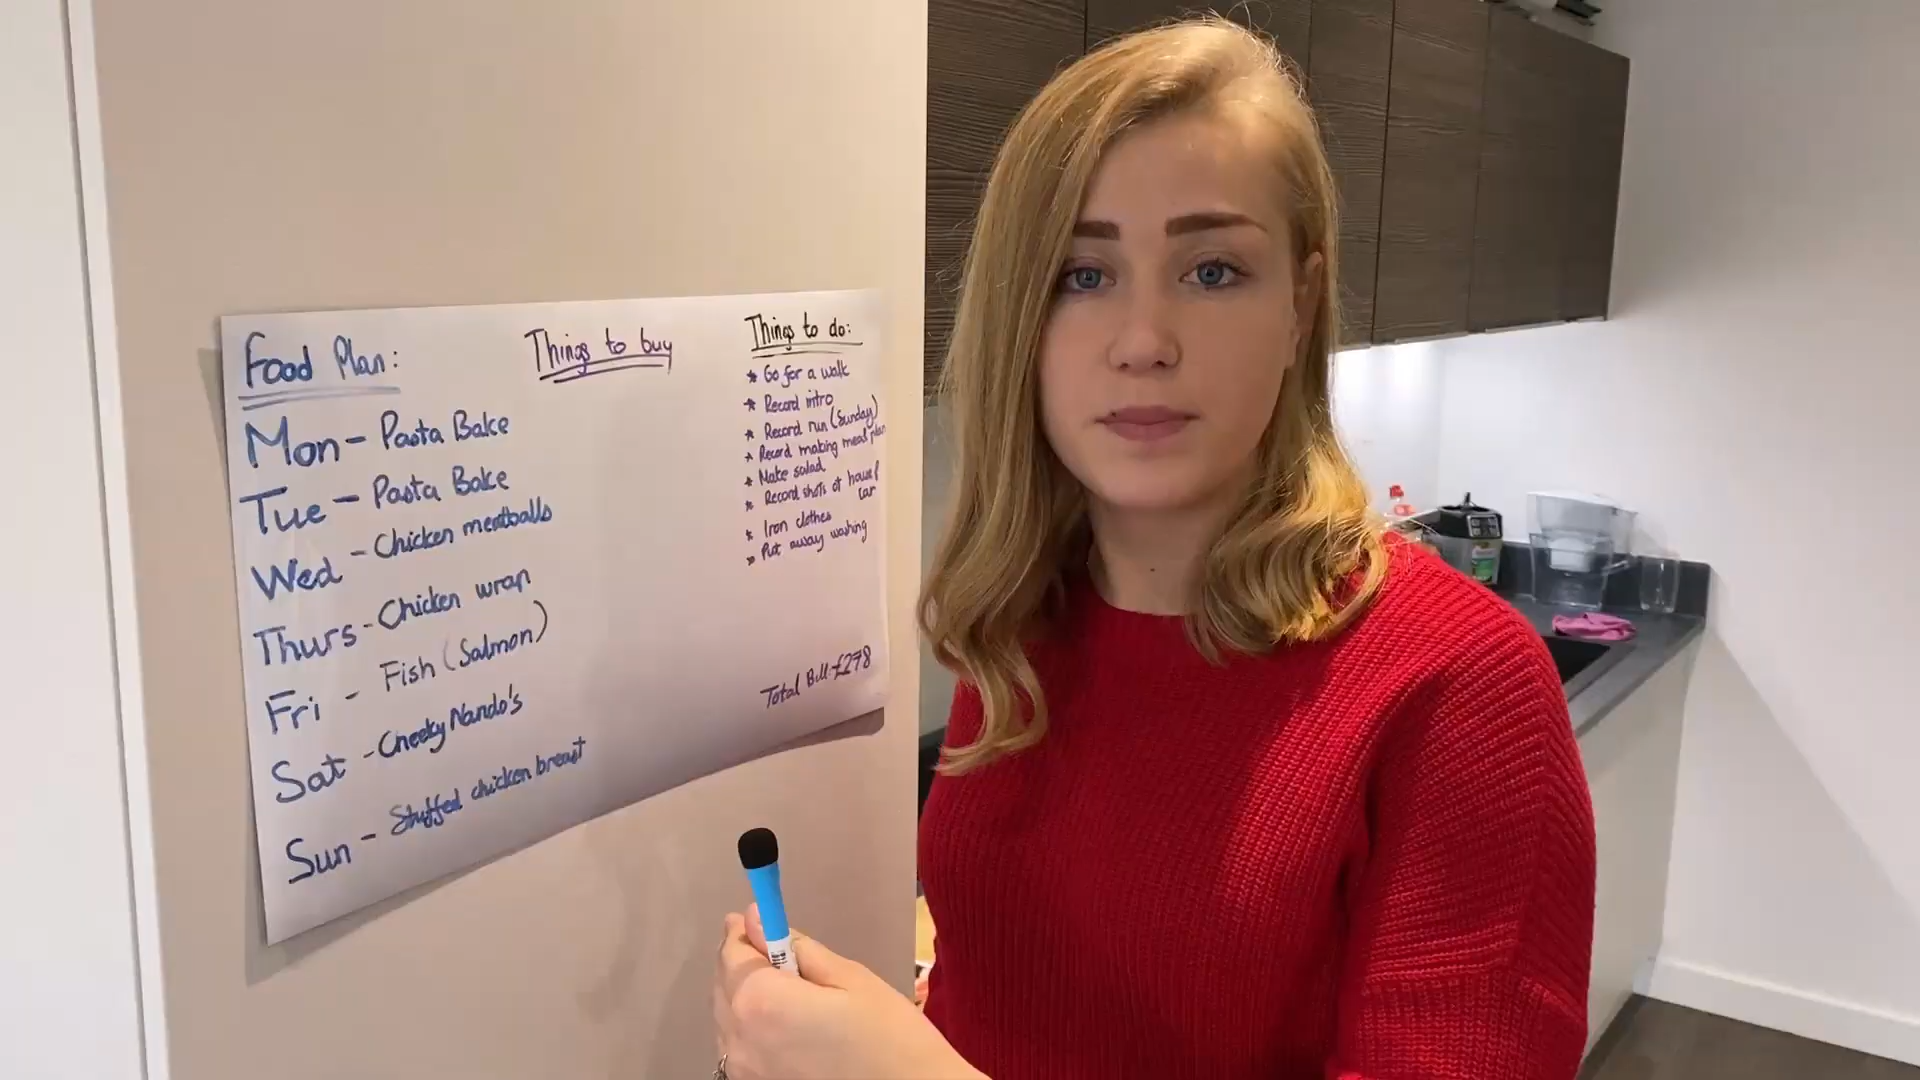 Food Plan:
Mon - Pasta Bake
Tue - Pasta Bake
Wed - Chicken meatballs
Thurs - Chicken wrap
Fri - Fish (Salmon)
Sat - Cheeky Nando's
Sun - Stuffed chicken breast
Things to buy
Things to do:
* Go for a walk
* Record intro
* Record run (Sunday)
* Record making meal plan
* Make salad
* Record shots of house &
car
* Iron clothes
* Put away washing
Total Bill: £278